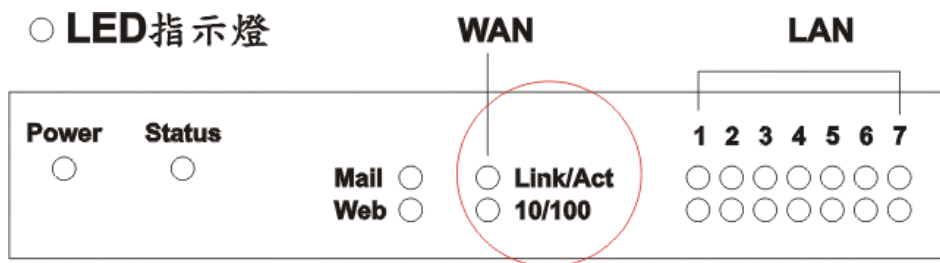 ○ LED指示燈 WAN LAN
Power Status 1 2 3 4 5 6 7
Mail Link/Act
Web 10/100